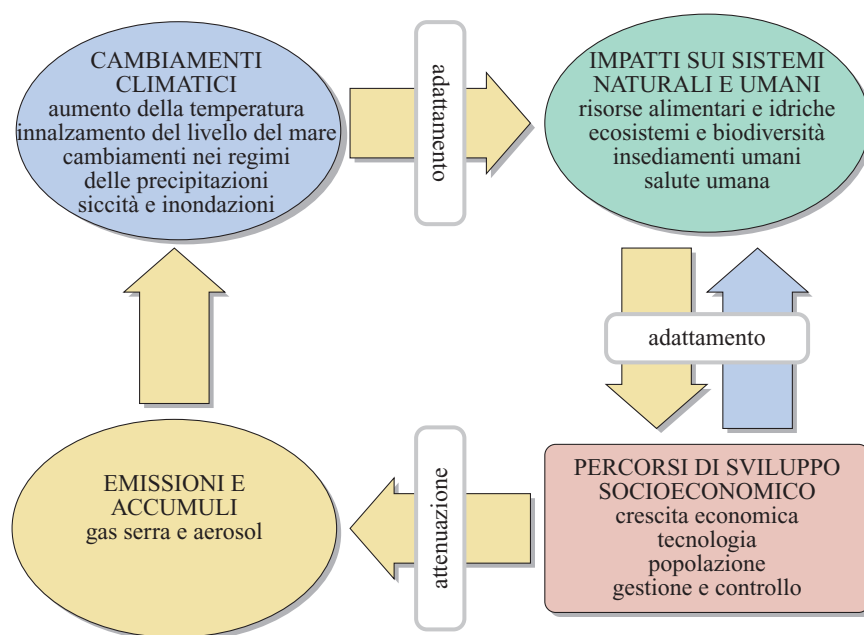 CAMBIAMENTI
CLIMATICI
aumento della temperatura
innalzamento del livello del mare
cambiamenti nei regimi
delle precipitazioni
siccità e inondazioni
adattamento
IMPATTI SUI SISTEMI
NATURALI E UMANI
risorse alimentari e idriche
ecosistemi e biodiversità
insediamenti umani
salute umana
adattamento
EMISSIONI E
ACCUMULI
gas serra e aerosol
attenuazione
PERCORSI DI SVILUPPO
SOCIOECONOMICO
crescita economica
tecnologia
popolazione
gestione e controllo